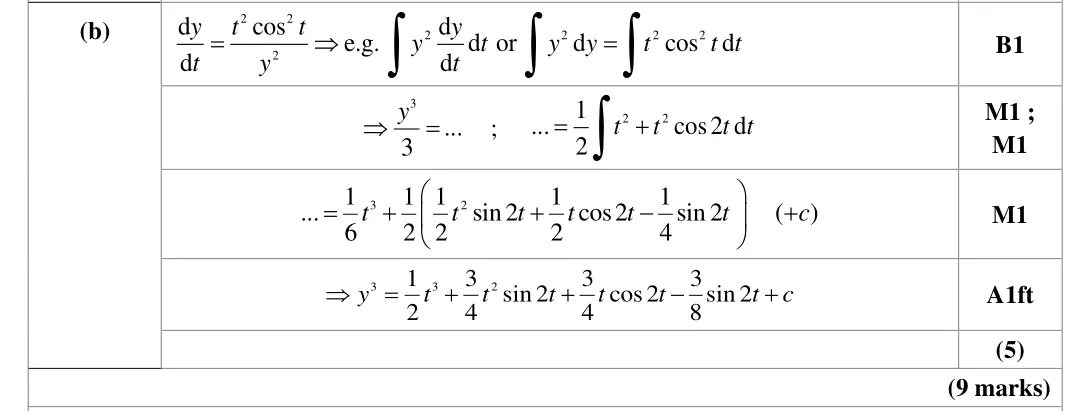 (b) dy/dt = t² cos² t / y² ⇒ e.g. ∫ y² dy/dt dt or ∫ y² dy = ∫ t² cos² t dt B1
⇒ y³/3 = ... ; ... = 1/2 ∫ t² + t² cos 2t dt M1 ;
M1
... = 1/6 t³ + 1/2 (1/2 t² sin 2t + 1/2 t cos 2t − 1/4 sin 2t) (+c) M1
⇒ y³ = 1/2 t³ + 3/4 t² sin 2t + 3/4 t cos 2t − 3/8 sin 2t + c A1ft
(5)
(9 marks)